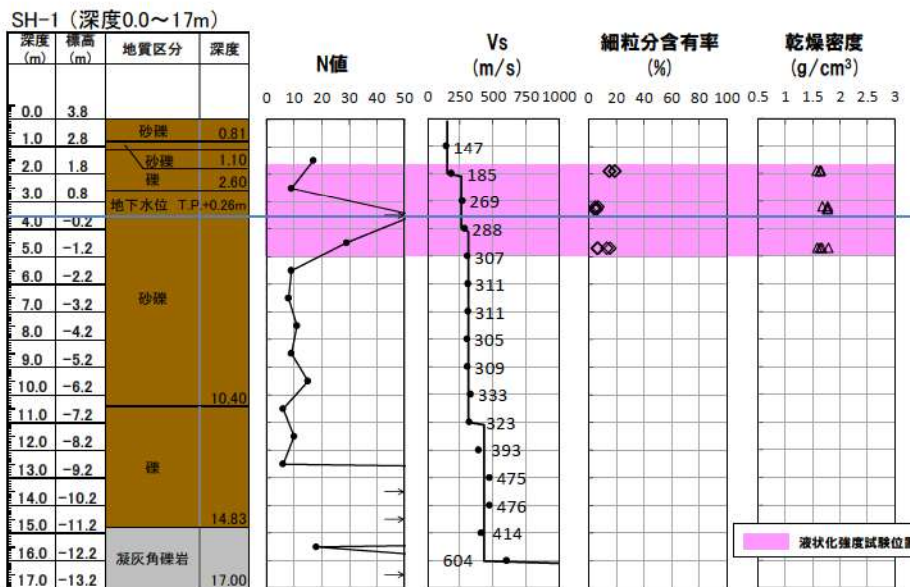 SH-1 (深度0.0～17m)
深度 標高 地質区分 深度
(m) (m)
N値
Vs
(m/s)
細粒分含有率
(%)
乾燥密度
(g/cm³)
0 10 20 30 40 50
0 250 500 750 1000
0 20 40 60 80 100
0.5 1 1.5 2 2.5 3
0.0 3.8
砂礫 0.81
1.0 2.8
147
砂礫 1.10
2.0 1.8
185
礫 2.60
3.0 0.8
269
地下水位 T.P.+0.26m
4.0 -0.2
288
5.0 -1.2
307
6.0 -2.2
311
7.0 -3.2
砂礫
311
8.0 -4.2
305
9.0 -5.2
309
10.0 -6.2
333
10.40
11.0 -7.2
323
12.0 -8.2
393
礫
13.0 -9.2
475
14.0 -10.2
476
14.83
15.0 -11.2
414
液状化強度試験位置
16.0 -12.2
凝灰角礫岩
604
17.0 -13.2
17.00